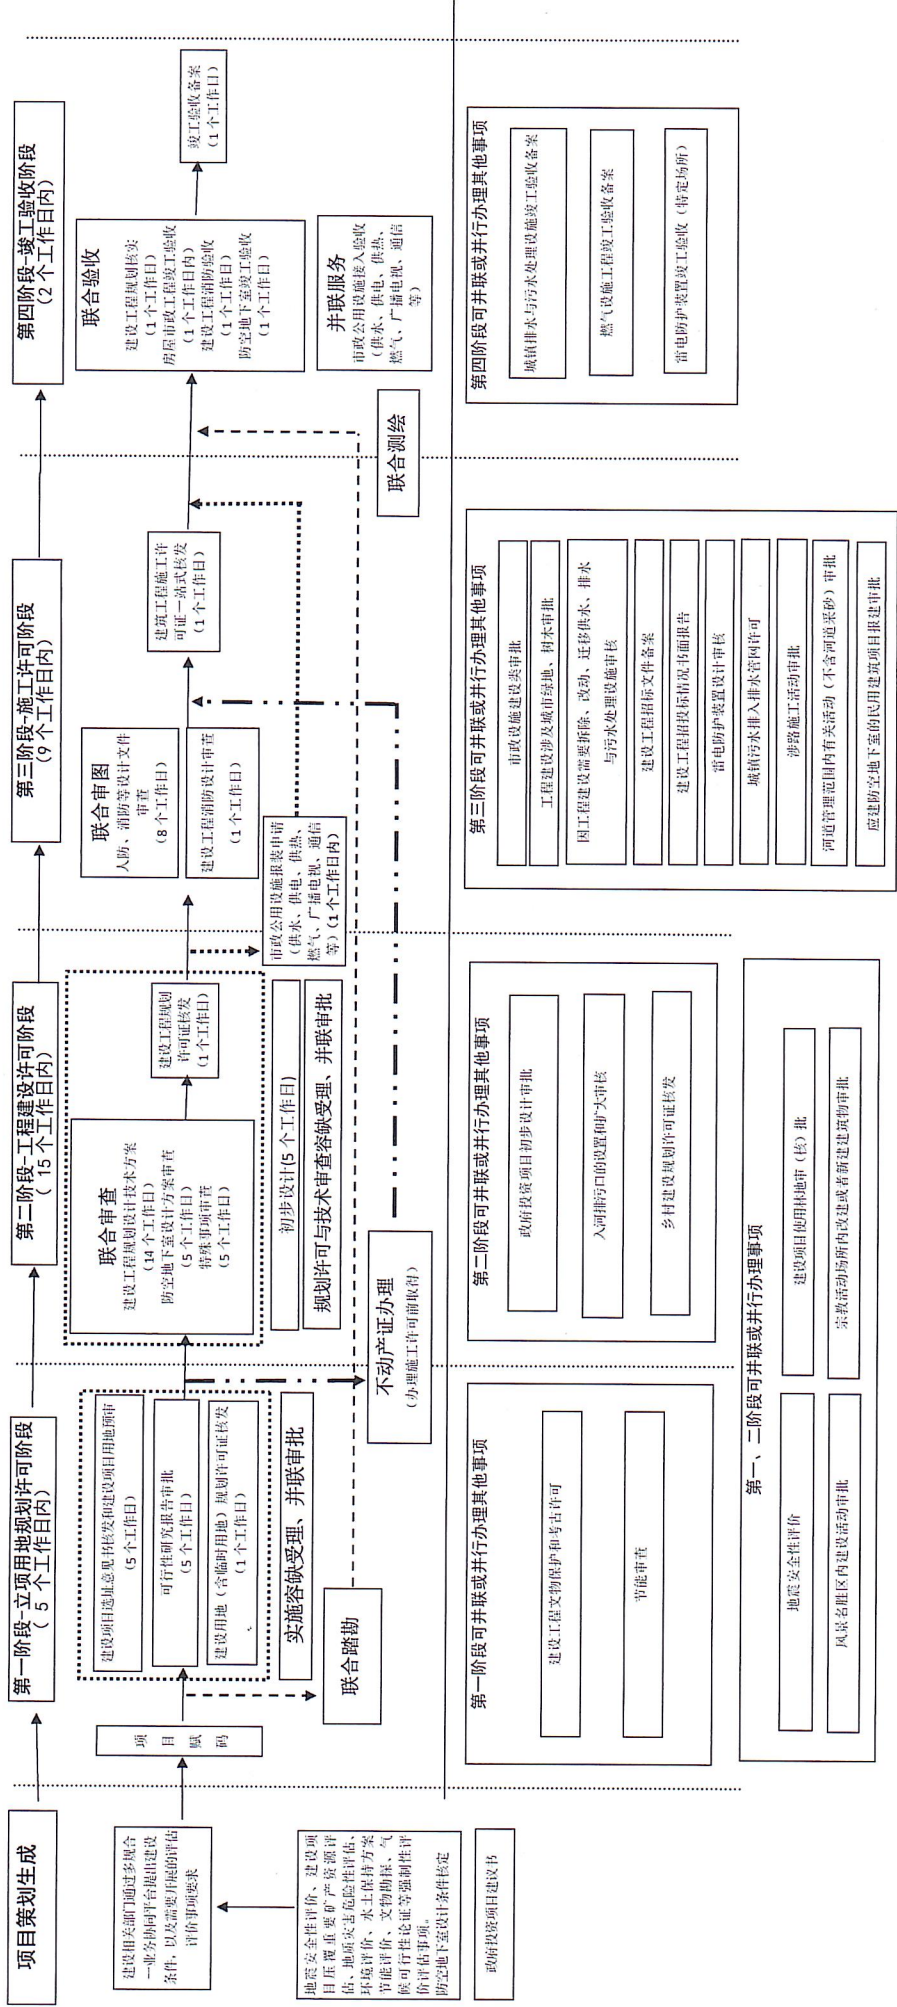 项目策划生成
第一阶段-立项用地规划许可阶段
(5 个工作日内)
第二阶段-工程建设许可阶段
(15 个工作日内)
第三阶段-施工许可阶段
(9 个工作日内)
第四阶段-竣工验收阶段
(2 个工作日内)
建设相关部门通过多规合
一业务协同平台提出建设
条件,以及需要开展的评估
评价事项要求
地震安全性评价、建设项
目压覆重要矿产资源评
估、地质灾害危险性评估、
环境评价、水土保持方案
节能评价、文物勘探、气
候可行性论证等强制性评
价评估事项。
防空地下室设计条件核定
政府投资项目建议书
项
目
赋
码
建设项目选址意见书核发和建设项目用地预审
(5 个工作日)
可行性研究报告审批
(5 个工作日)
建设用地(含临时用地)规划许可证核发
(1 个工作日)
、
实施容缺受理、并联审批
联合踏勘
联合审查
建设工程规划设计技术方案
(14 个工作日)
防空地下室设计方案审查
(5 个工作日)
特殊事项审查
(5 个工作日)
建设工程规划
许可证核发
(1 个工作日)
初步设计(5 个工作日)
规划许可与技术审查容缺受理、并联审批
不动产证办理
(办理施工许可前取得)
联合审图
人防、消防等设计文件
审查
(8 个工作日)
建设工程消防设计审查
(1 个工作日)
市政公用设施报装申请
(供水、供电、供热、
燃气、广播电视、通信
等)(1 个工作日内)
建筑工程施工许
可证一站式核发
(1 个工作日)
联合测绘
联合验收
建设工程规划核实
(1 个工作日)
房屋市政工程竣工验收
(1 个工作日内)
建设工程消防验收
(1 个工作日)
防空地下室竣工验收
(1 个工作日)
竣工验收备案
(1 个工作日)
并联服务
市政公用设施接入验收
(供水、供电、供热、
燃气、广播电视、通信
等)
第一阶段可并联或并行办理其他事项
建设工程文物保护和考古许可
节能审查
第二阶段可并联或并行办理其他事项
政府投资项目初步设计审批
入河排污口的设置和扩大审核
乡村建设规划许可证核发
第三阶段可并联或并行办理其他事项
市政设施建设类审批
工程建设涉及城市绿地、树木审批
因工程建设需要拆除、改动、迁移供水、排水
与污水处理设施审核
建设工程招标文件备案
建设工程招投标情况书面报告
雷电防护装置设计审核
城镇污水排入排水管网许可
涉路施工活动审批
河道管理范围内有关活动(不含河道采砂)审批
应建防空地下室的民用建筑项目报建审批
第四阶段可并联或并行办理其他事项
城镇排水与污水处理设施竣工验收备案
燃气设施工程竣工验收备案
雷电防护装置竣工验收(特定场所)
第一、二阶段可并联或并行办理事项
地震安全性评价
建设项目使用林地审(核)批
风景名胜区内建设活动审批
宗教活动场所内改建或者新建建筑物审批